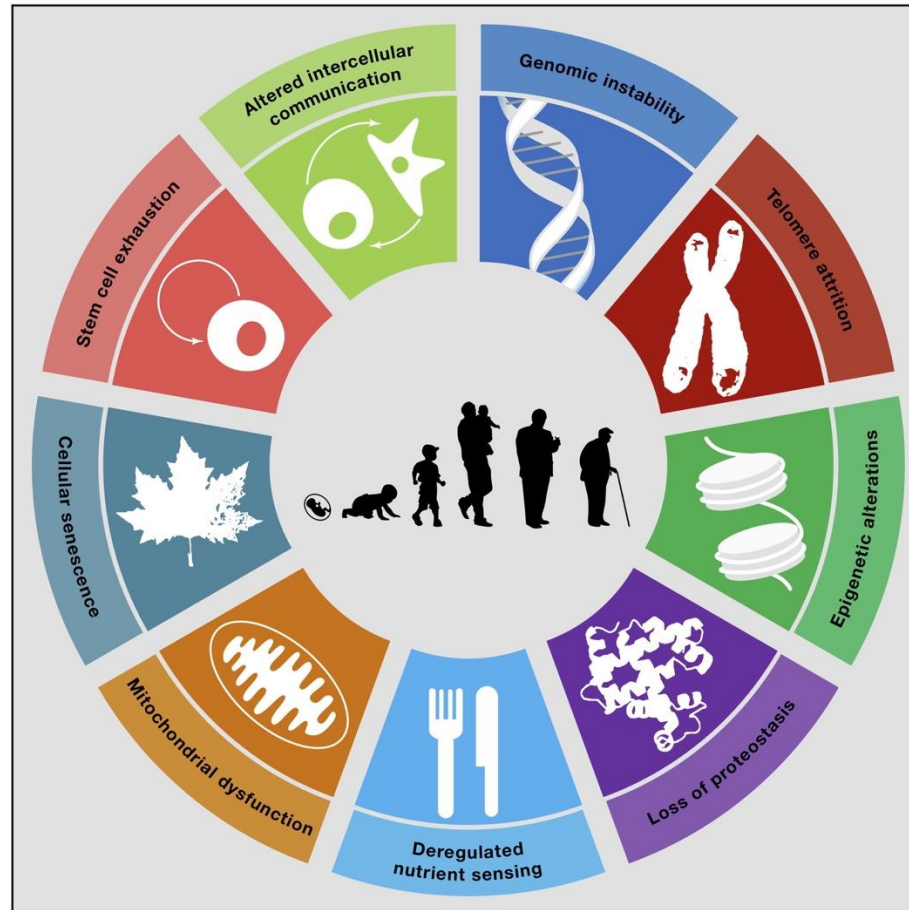 Genomic instability
Telomere attrition
Epigenetic alterations
Loss of proteostasis
Deregulated
nutrient sensing
Mitochondrial dysfunction
Cellular senescence
Stem cell exhaustion
Altered intercellular
communication